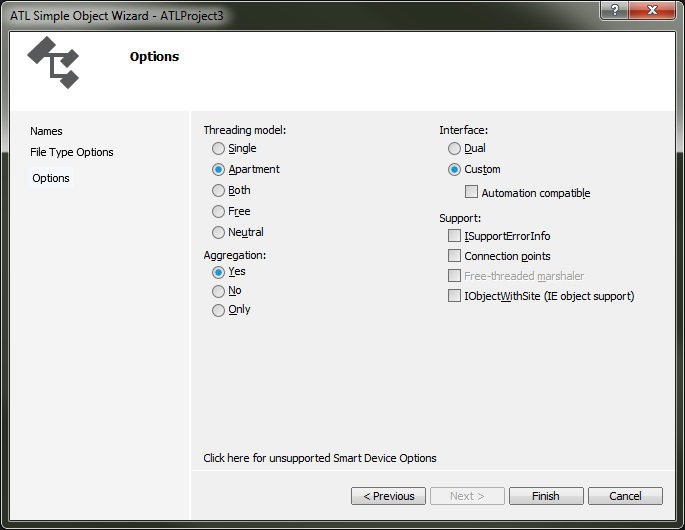 ATL Simple Object Wizard - ATLProject3
Options
Names
File Type Options
Options
Threading model:
Single
Apartment
Both
Free
Neutral
Aggregation:
Yes
No
Only
Interface:
Dual
Custom
Automation compatible
Support:
ISupportErrorInfo
Connection points
Free-threaded marshaler
IObjectWithSite (IE object support)
Click here for unsupported Smart Device Options
< Previous
Next >
Finish
Cancel